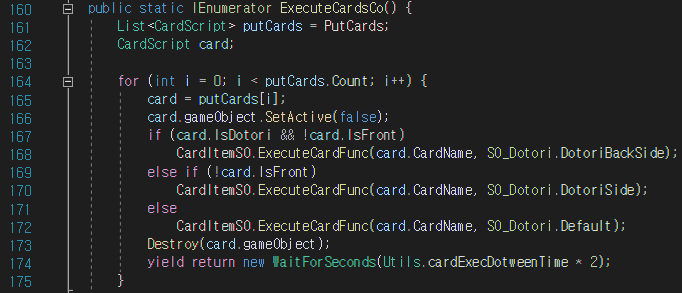 160 public static IEnumerator ExecuteCardsCo() {
161 List<CardScript> putCards = PutCards;
162 CardScript card;
163
164 for (int i = 0; i < putCards.Count; i++) {
165 card = putCards[i];
166 card.gameObject.SetActive(false);
167 if (card.IsDotori && !card.IsFront)
168 CardItemSO.ExecuteCardFunc(card.CardName, SO_Dotori.DotoriBackSide);
169 else if (!card.IsFront)
170 CardItemSO.ExecuteCardFunc(card.CardName, SO_Dotori.DotoriSide);
171 else
172 CardItemSO.ExecuteCardFunc(card.CardName, SO_Dotori.Default);
173 Destroy(card.gameObject);
174 yield return new WaitForSeconds(Utils.cardExecDotweenTime * 2);
175 }